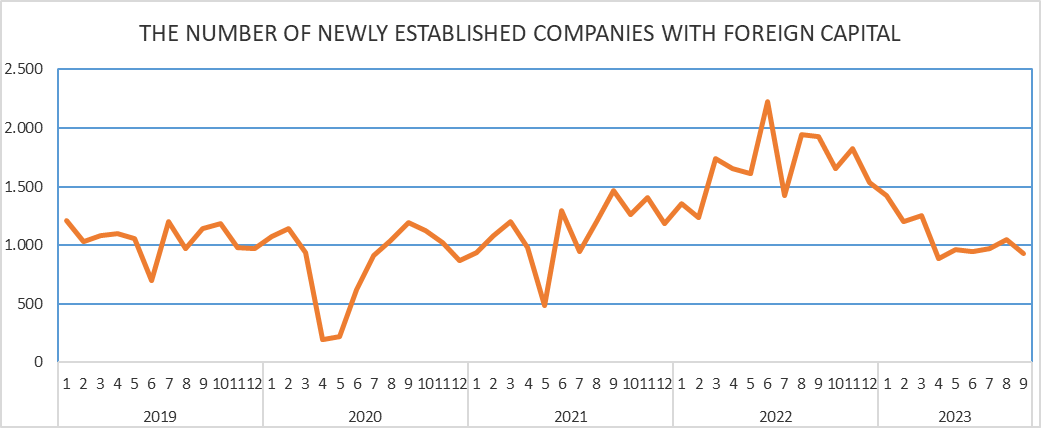 THE NUMBER OF NEWLY ESTABLISHED COMPANIES WITH FOREIGN CAPITAL
2.500
2.000
1.500
1.000
500
0
1 2 3 4 5 6 7 8 9 10 11 12 1 2 3 4 5 6 7 8 9 10 11 12 1 2 3 4 5 6 7 8 9 10 11 12 1 2 3 4 5 6 7 8 9 10 11 12 1 2 3 4 5 6 7 8 9
2019 2020 2021 2022 2023